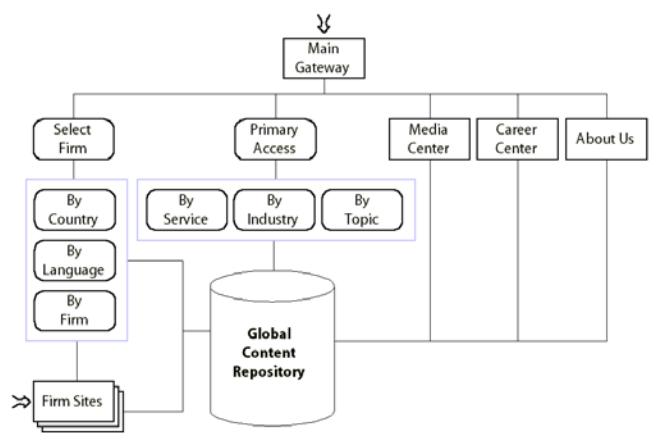 Main
Gateway
Select
Firm
Primary
Access
Media
Center
Career
Center
About Us
By
Country
By
Language
By
Firm
By
Service
By
Industry
By
Topic
Global
Content
Repository
Firm Sites